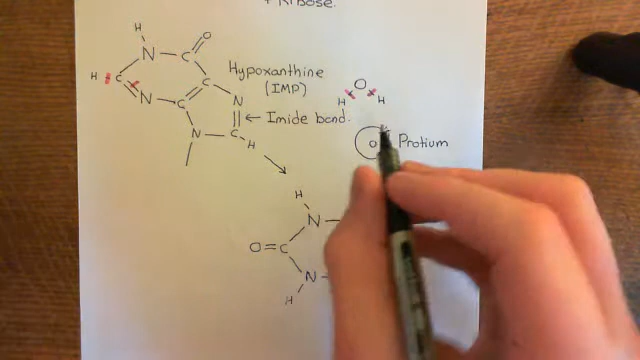 + Ribose.
H
O
N
C
H
C
C
N
C
N
N
C
H
Hypoxanthine
(IMP)
← Imide bond.
O
H
H
Protium
H
N
O=C
N
H